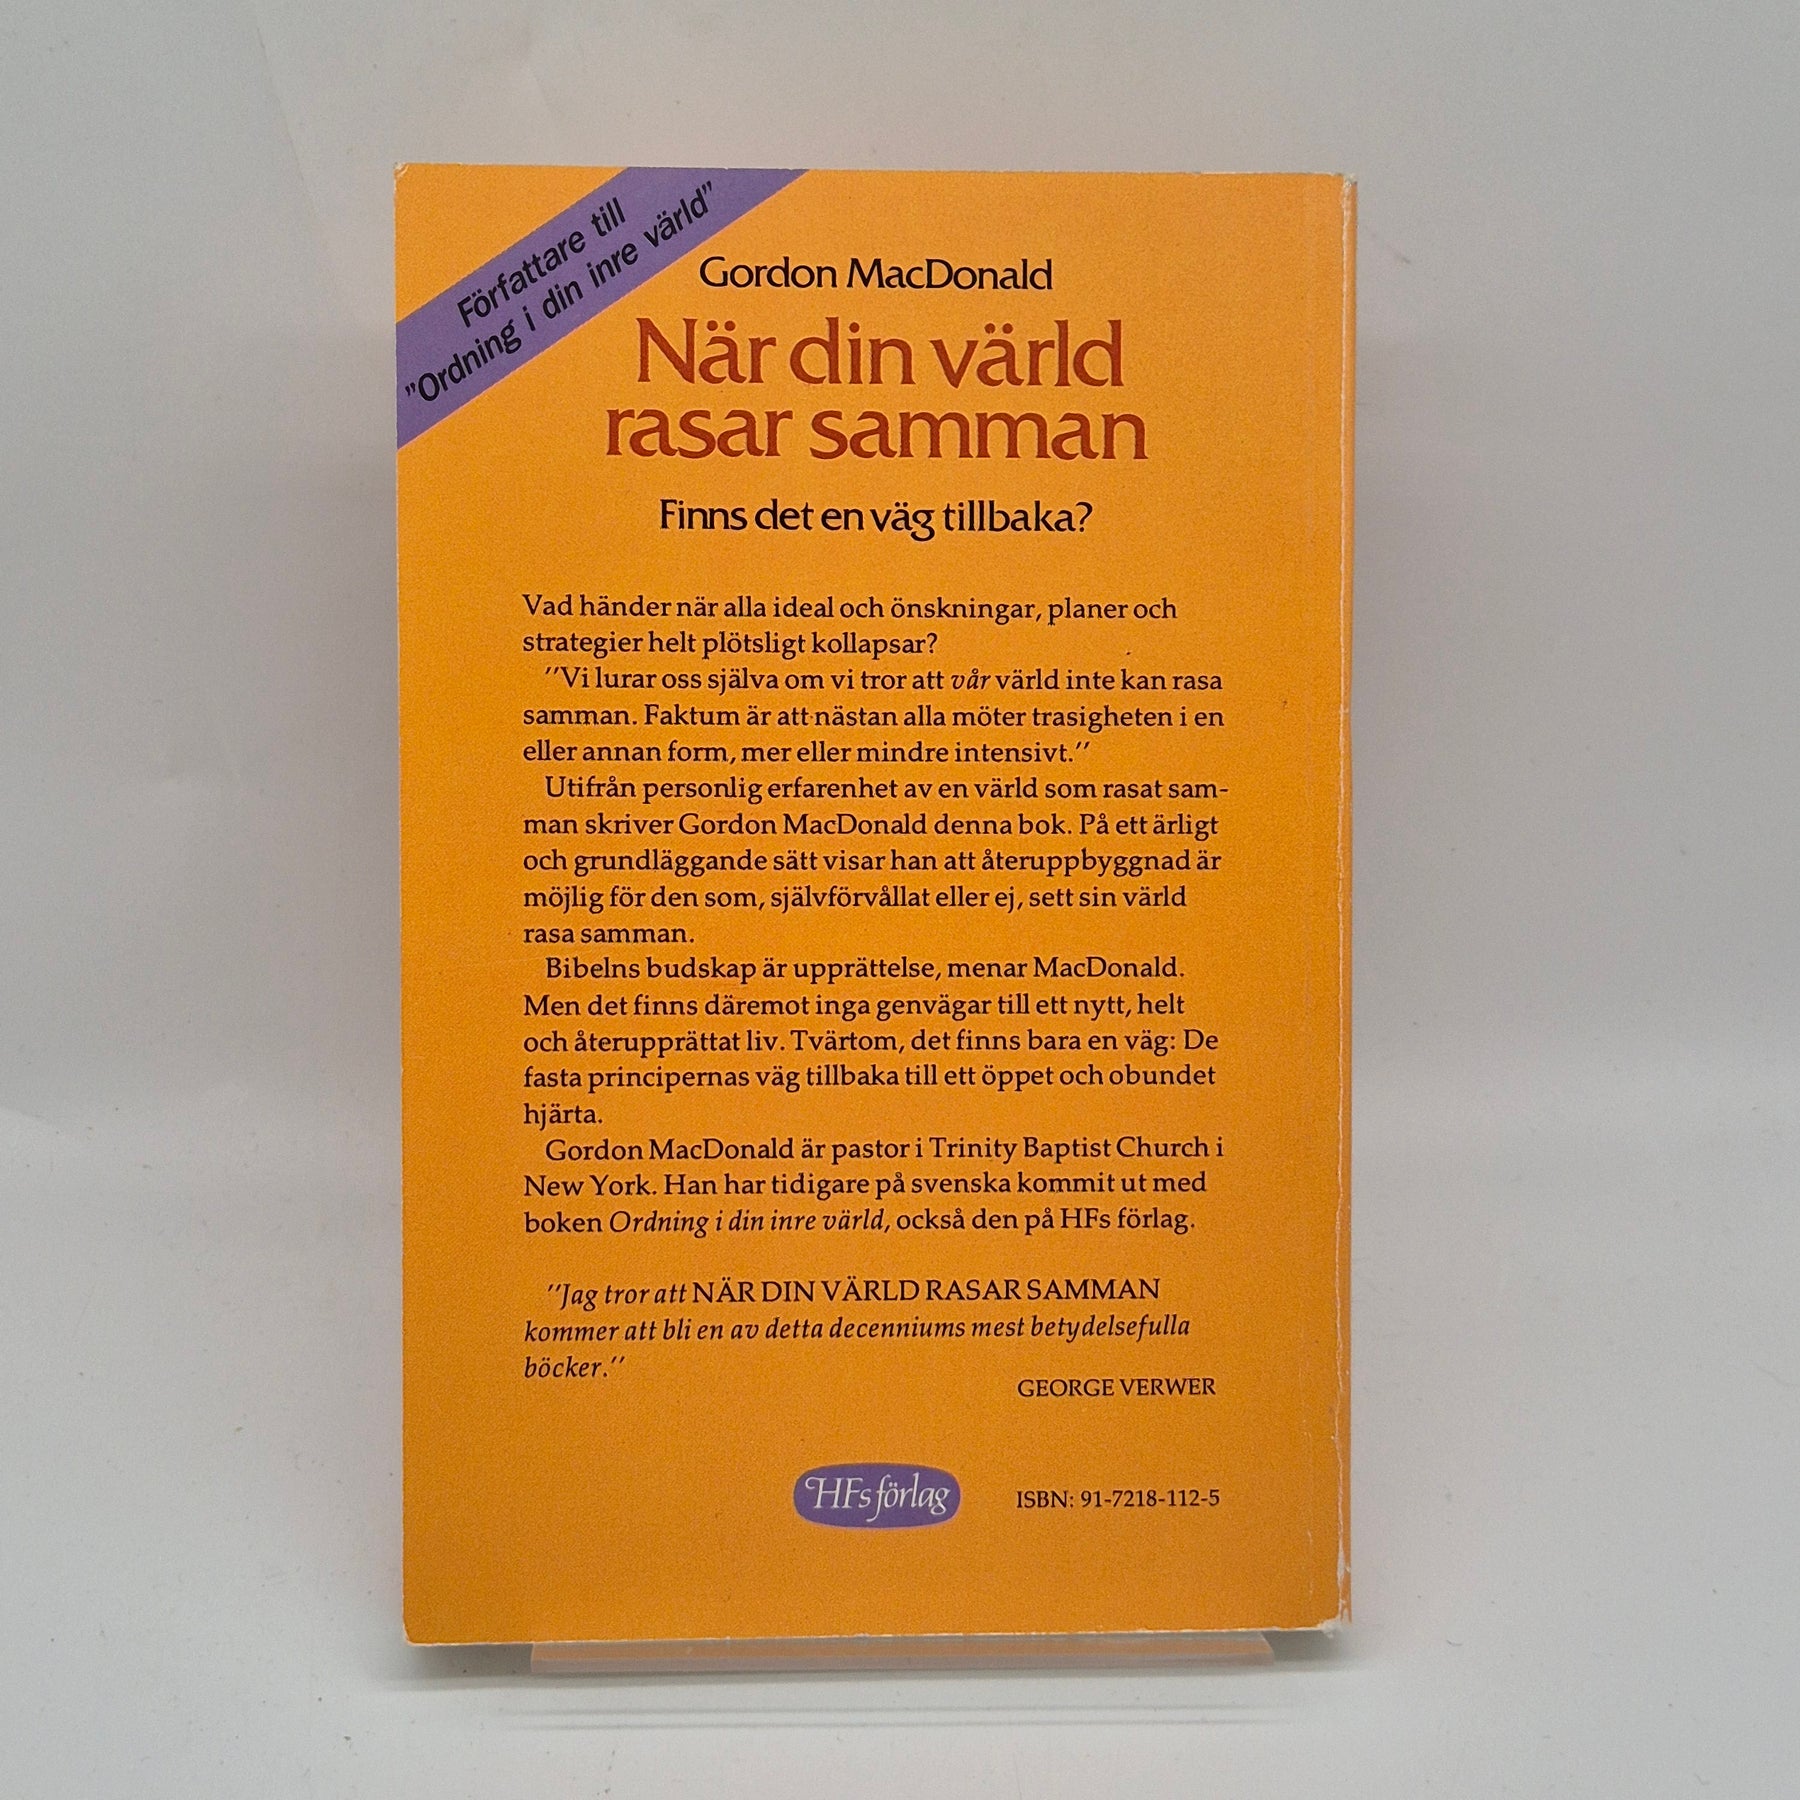 Författare till
"Ordning i din inre värld"
Gordon MacDonald
När din värld
rasar samman
Finns det en väg tillbaka?
Vad händer när alla ideal och önskningar, planer och
strategier helt plötsligt kollapsar?
"Vi lurar oss själva om vi tror att vår värld inte kan rasa
samman. Faktum är att nästan alla möter trasigheten i en
eller annan form, mer eller mindre intensivt."
Utifrån personlig erfarenhet av en värld som rasat sam-
man skriver Gordon MacDonald denna bok. På ett ärligt
och grundläggande sätt visar han att återuppbyggnad är
möjlig för den som, självförvållat eller ej, sett sin värld
rasa samman.
Bibelns budskap är upprättelse, menar MacDonald.
Men det finns däremot inga genvägar till ett nytt, helt
och återupprättat liv. Tvärtom, det finns bara en väg: De
fasta principernas väg tillbaka till ett öppet och obundet
hjärta.
Gordon MacDonald är pastor i Trinity Baptist Church i
New York. Han har tidigare på svenska kommit ut med
boken Ordning i din inre värld, också den på HFs förlag.
"Jag tror att NÄR DIN VÄRLD RASAR SAMMAN
kommer att bli en av detta decenniums mest betydelsefulla
böcker."
GEORGE VERWER
HFs förlag
ISBN: 91-7218-112-5